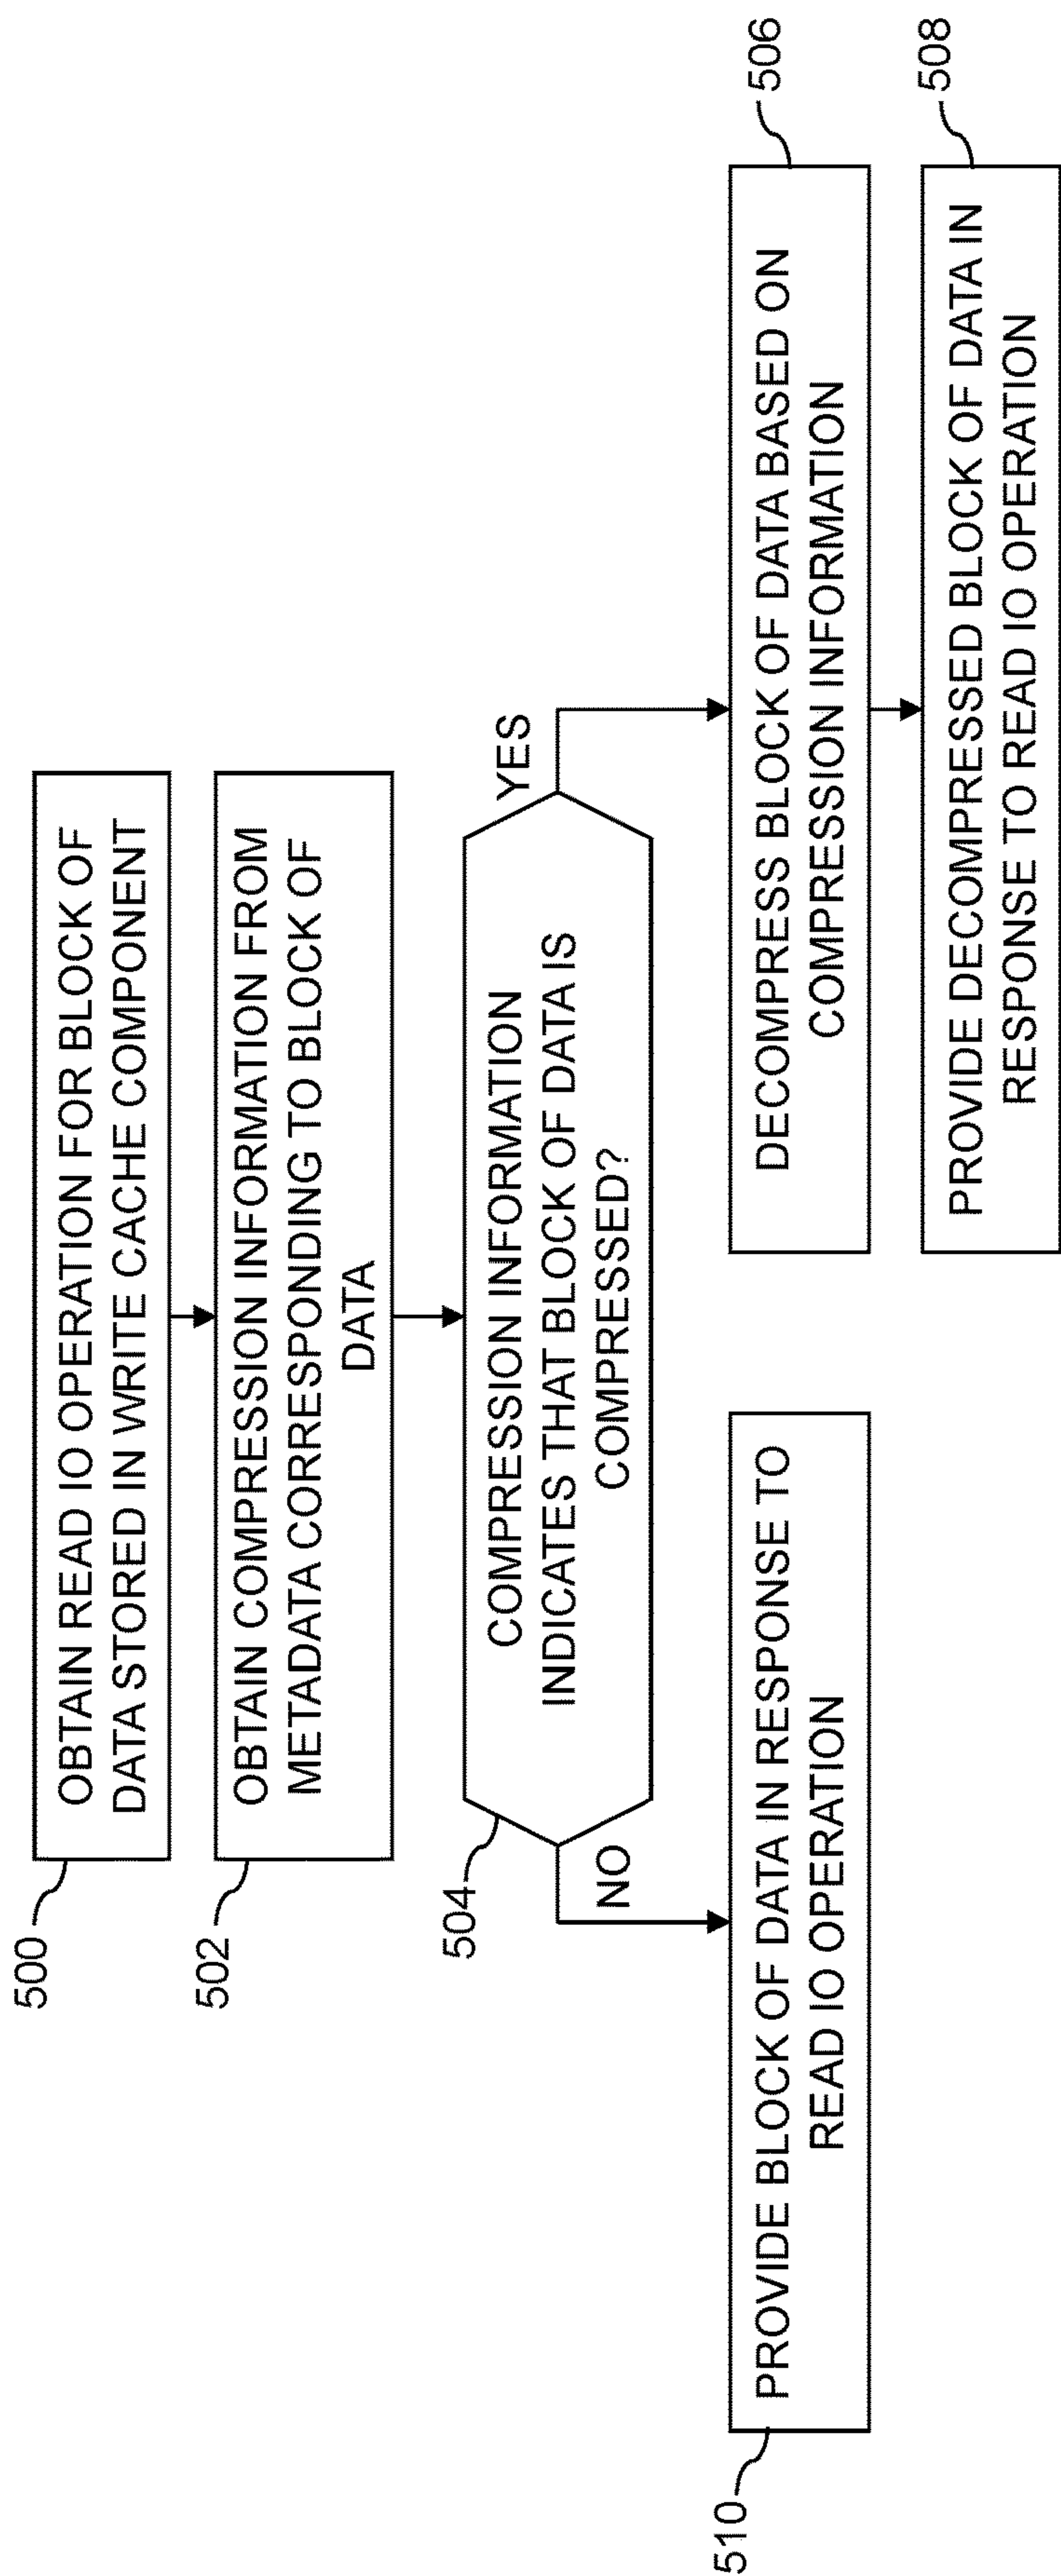 500
OBTAIN READ IO OPERATION FOR BLOCK OF
DATA STORED IN WRITE CACHE COMPONENT
502
OBTAIN COMPRESSION INFORMATION FROM
METADATA CORRESPONDING TO BLOCK OF
DATA
504
COMPRESSION INFORMATION
INDICATES THAT BLOCK OF DATA IS
COMPRESSED?
YES
NO
506
DECOMPRESS BLOCK OF DATA BASED ON
COMPRESSION INFORMATION
508
PROVIDE DECOMPRESSED BLOCK OF DATA IN
RESPONSE TO READ IO OPERATION
510
PROVIDE BLOCK OF DATA IN RESPONSE TO
READ IO OPERATION